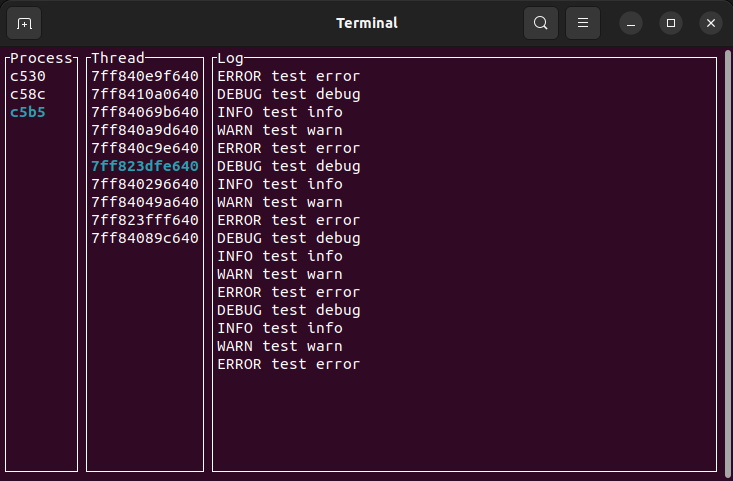 Terminal
Process
c530
c58c
c5b5
Thread
7ff840e9f640
7ff8410a0640
7ff84069b640
7ff840a9d640
7ff840c9e640
7ff823dfe640
7ff840296640
7ff84049a640
7ff823fff640
7ff84089c640
Log
ERROR test error
DEBUG test debug
INFO test info
WARN test warn
ERROR test error
DEBUG test debug
INFO test info
WARN test warn
ERROR test error
DEBUG test debug
INFO test info
WARN test warn
ERROR test error
DEBUG test debug
INFO test info
WARN test warn
ERROR test error